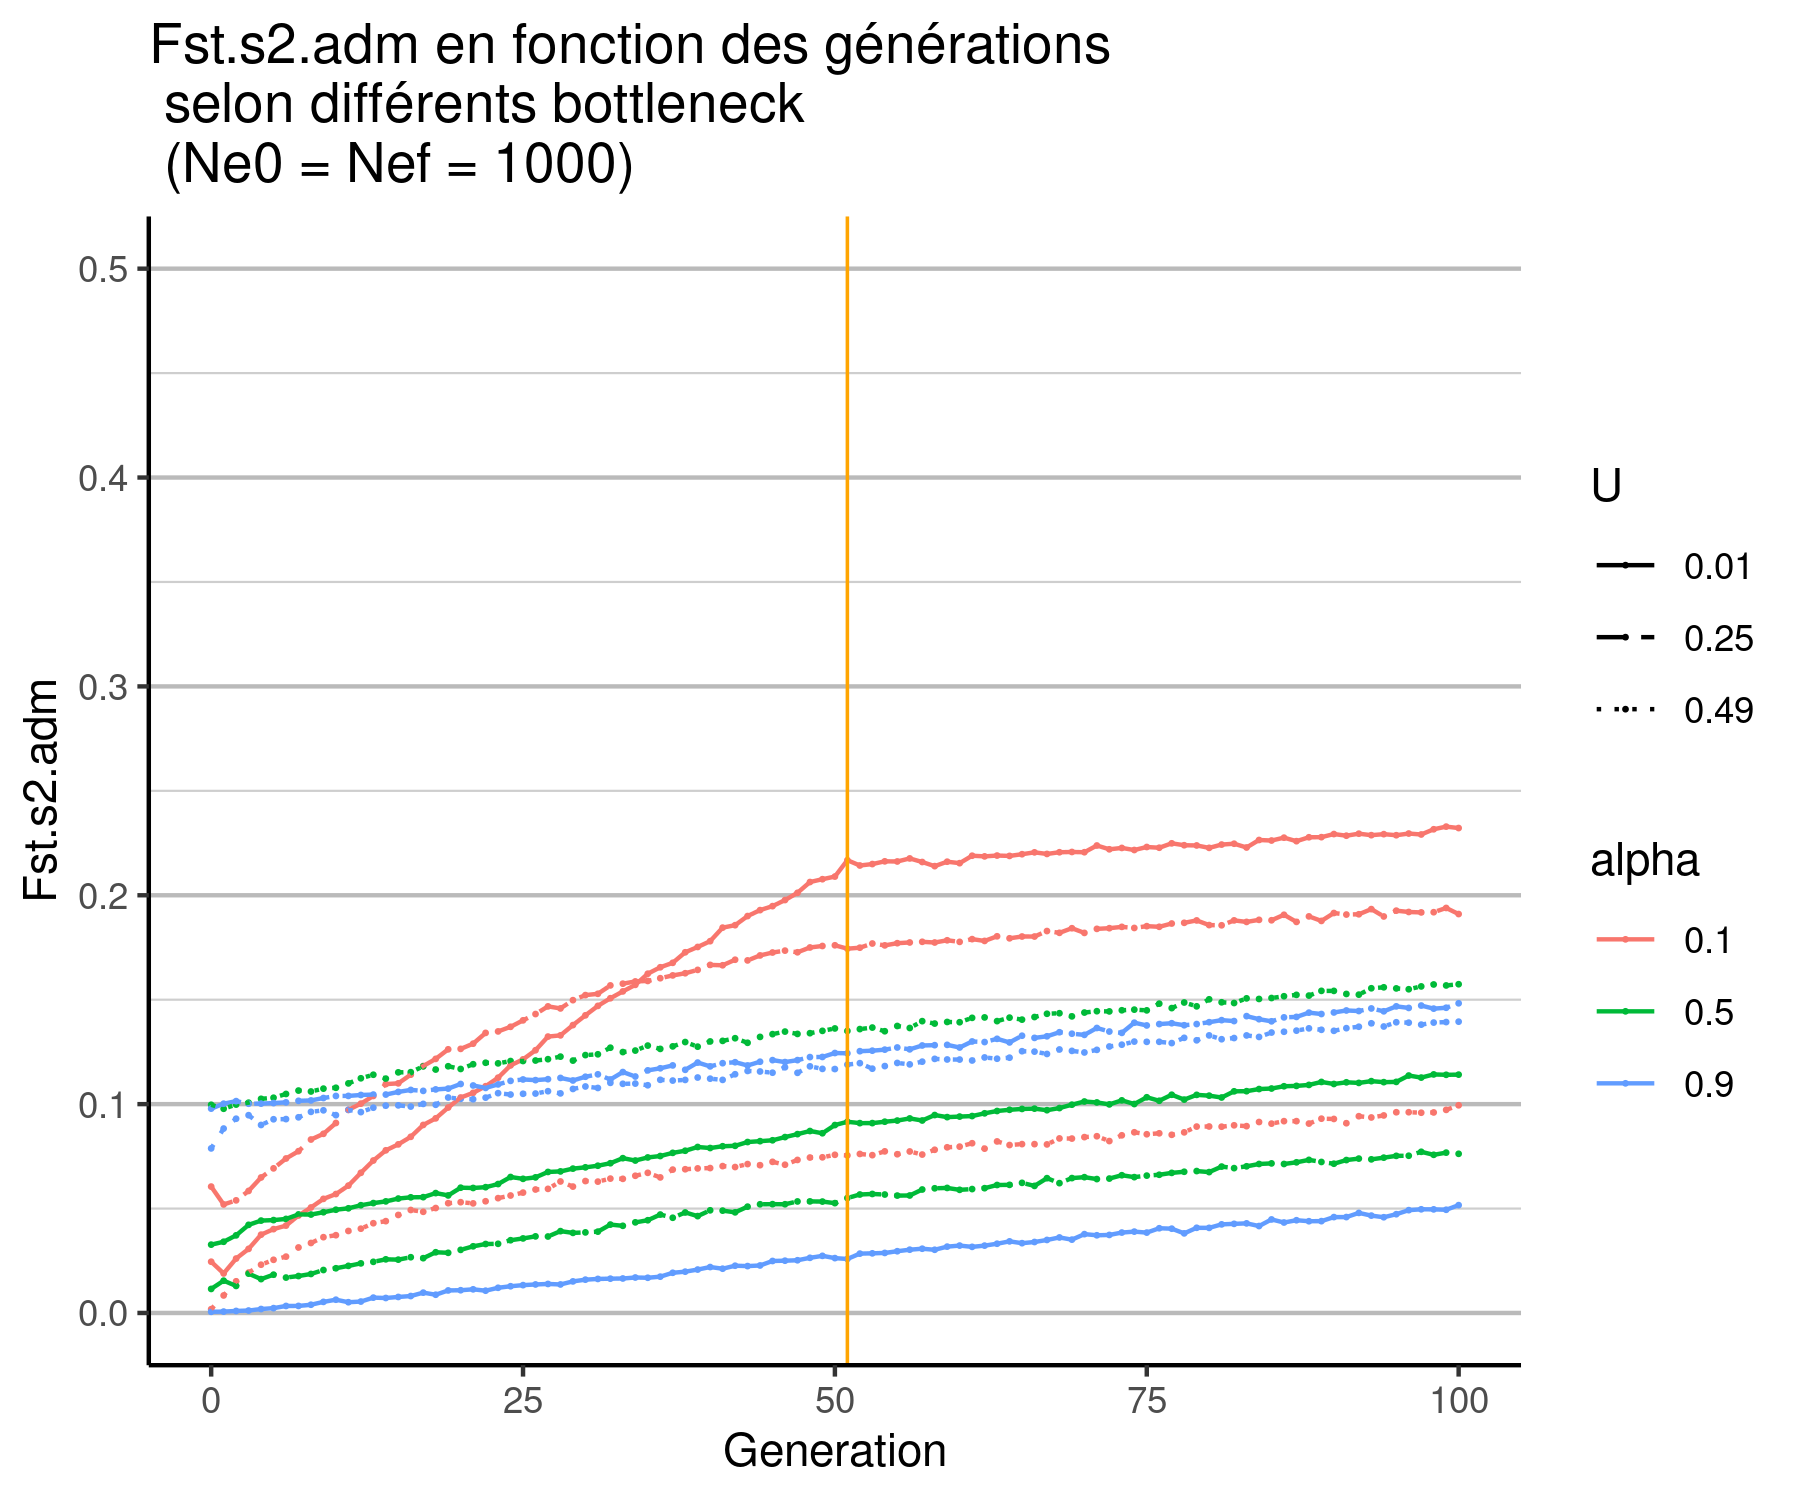 Fst.s2.adm en fonction des générations
selon différents bottleneck
(Ne0 = Nef = 1000)
Fst.s2.adm
0.5
0.4
0.3
0.2
0.1
0.0
0
25
50
75
100
Generation
U
0.01
0.25
0.49
alpha
0.1
0.5
0.9